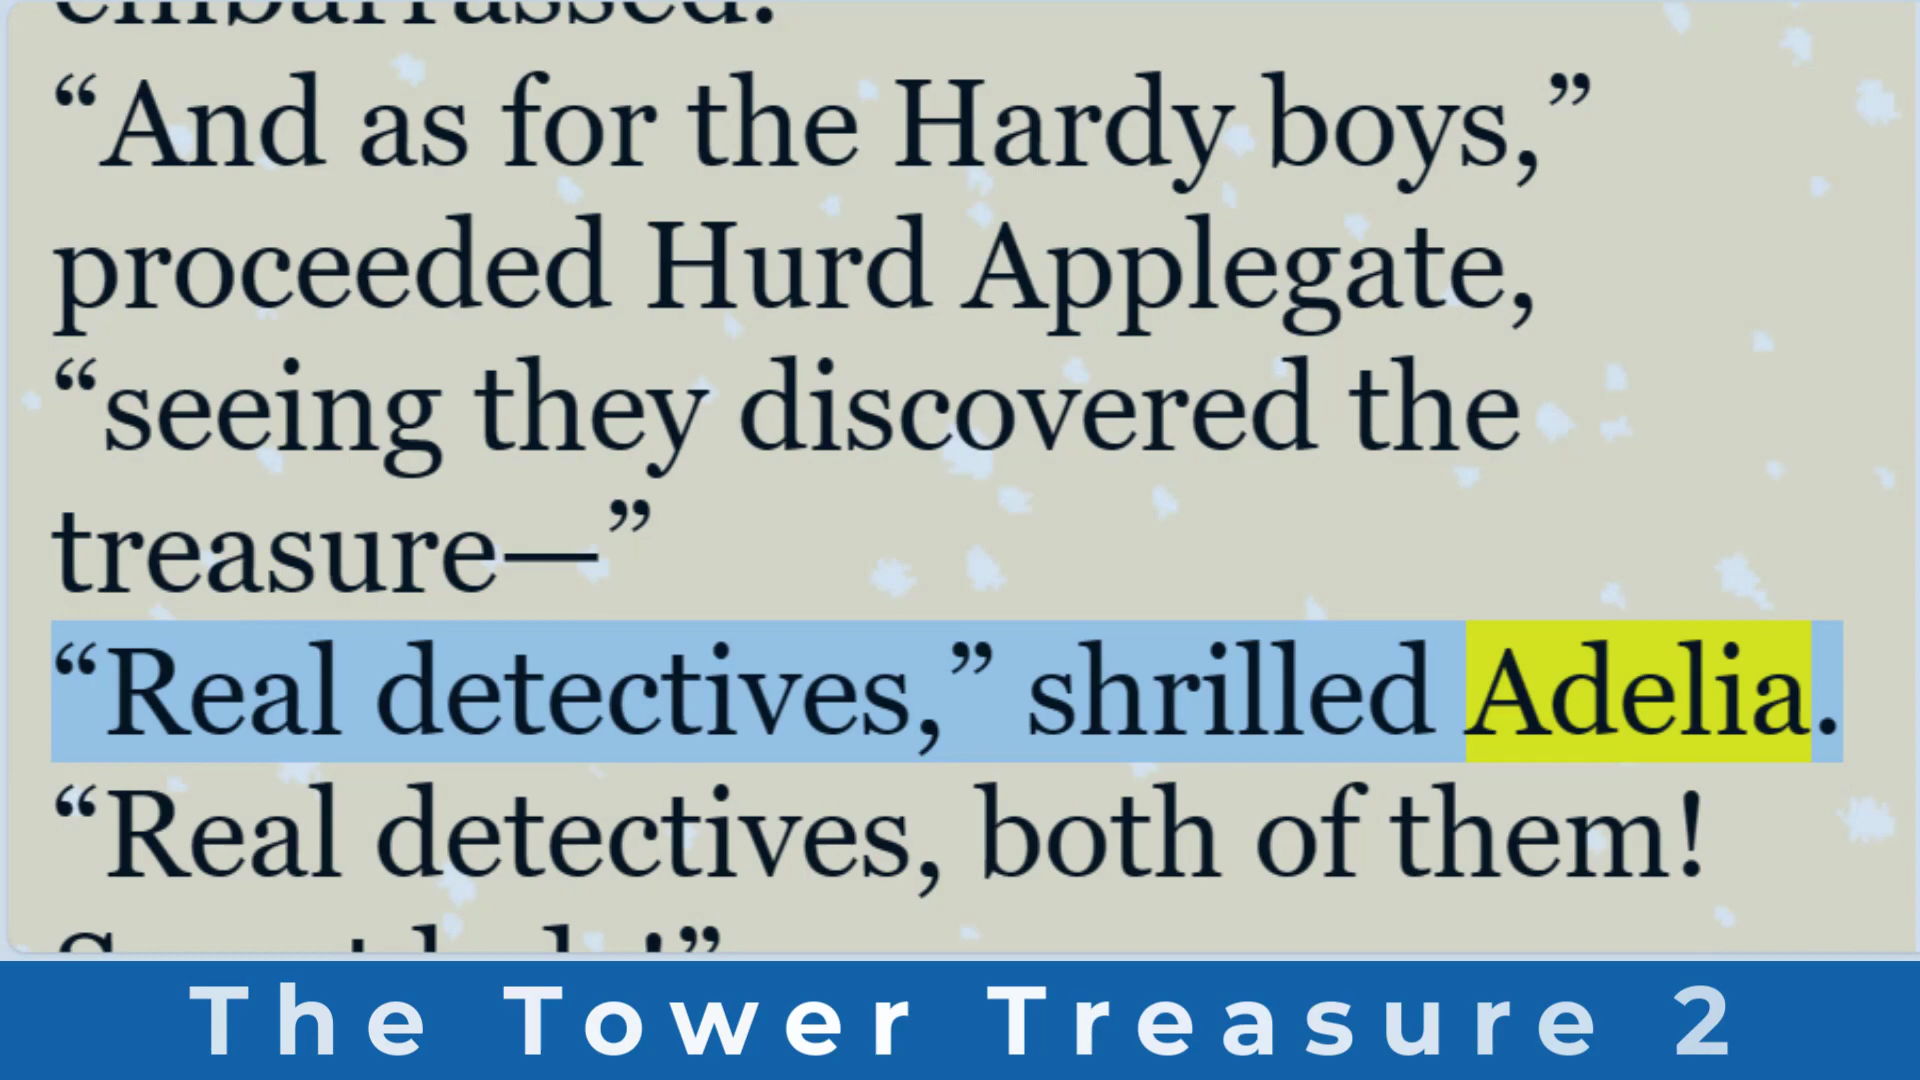 embarrassed.
“And as for the Hardy boys,”
proceeded Hurd Applegate,
“seeing they discovered the
treasure—”
“Real detectives,” shrilled Adelia.
“Real detectives, both of them!
The Tower Treasure 2